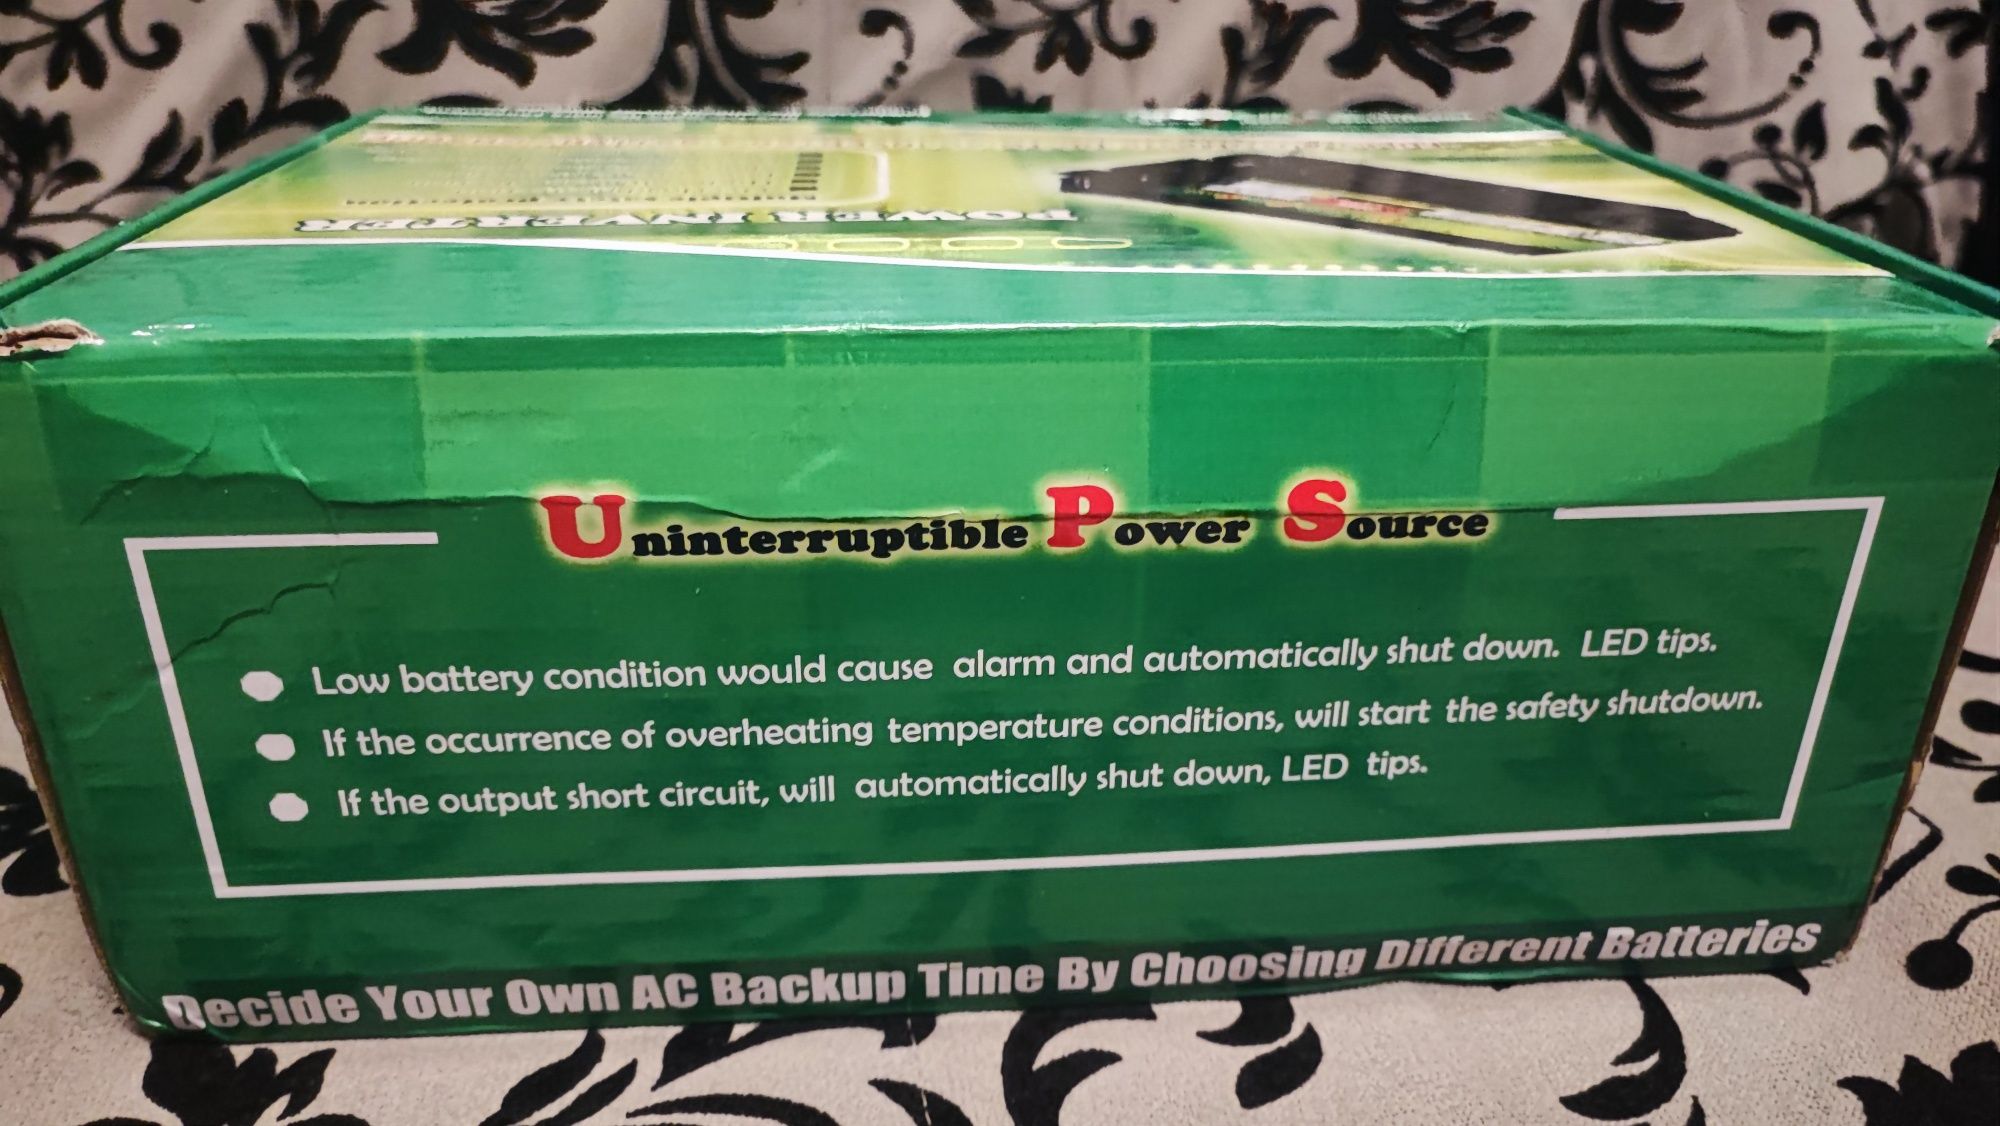 POWER INVERTER
Uninterruptible Power Source
Low battery condition would cause alarm and automatically shut down. LED tips.
If the occurrence of overheating temperature conditions, will start the safety shutdown.
If the output short circuit, will automatically shut down, LED tips.
Decide Your Own AC Backup Time By Choosing Different Batteries